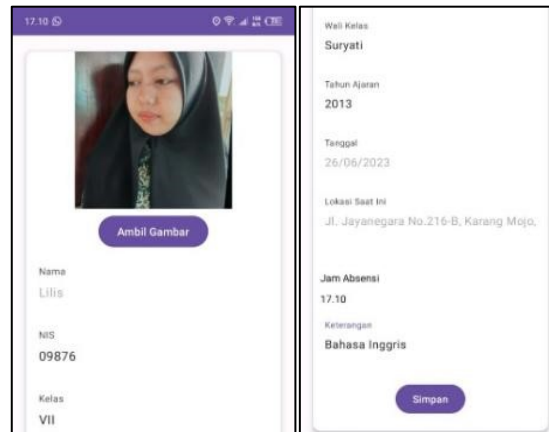 17.10
Ambil Gambar
Nama
Lilis
NIS
09876
Kelas
VII
Wali Kelas
Suryati
Tahun Ajaran
2013
Tanggal
26/06/2023
Lokasi Saat Ini
Jl. Jayanegara No.216-B, Karang Mojo,
Jam Absensi
17.10
Keterangan
Bahasa Inggris
Simpan